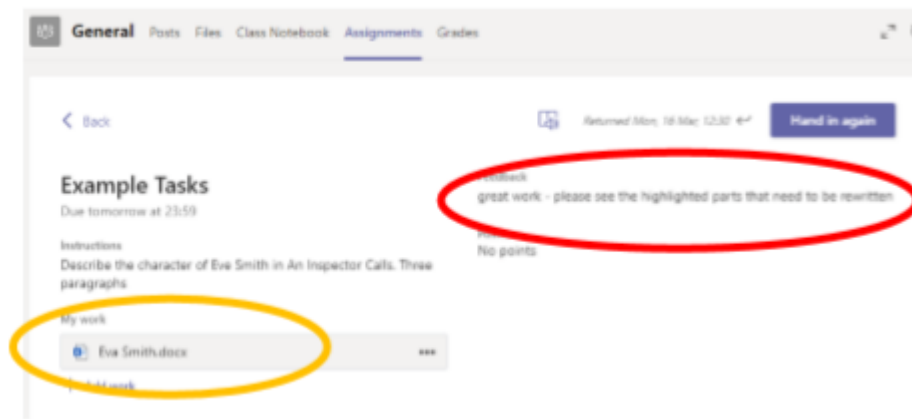 General Posts Files Class Notebook Assignments Grades
Back
Returned Mon, 16 Mar, 12:30
Hand in again
Example Tasks
Due tomorrow at 23:59
Feedback
great work - please see the highlighted parts that need to be rewritten
No points
Instructions
Describe the character of Eve Smith in An Inspector Calls. Three
paragraphs
My work
Eva Smith.docx
Add work